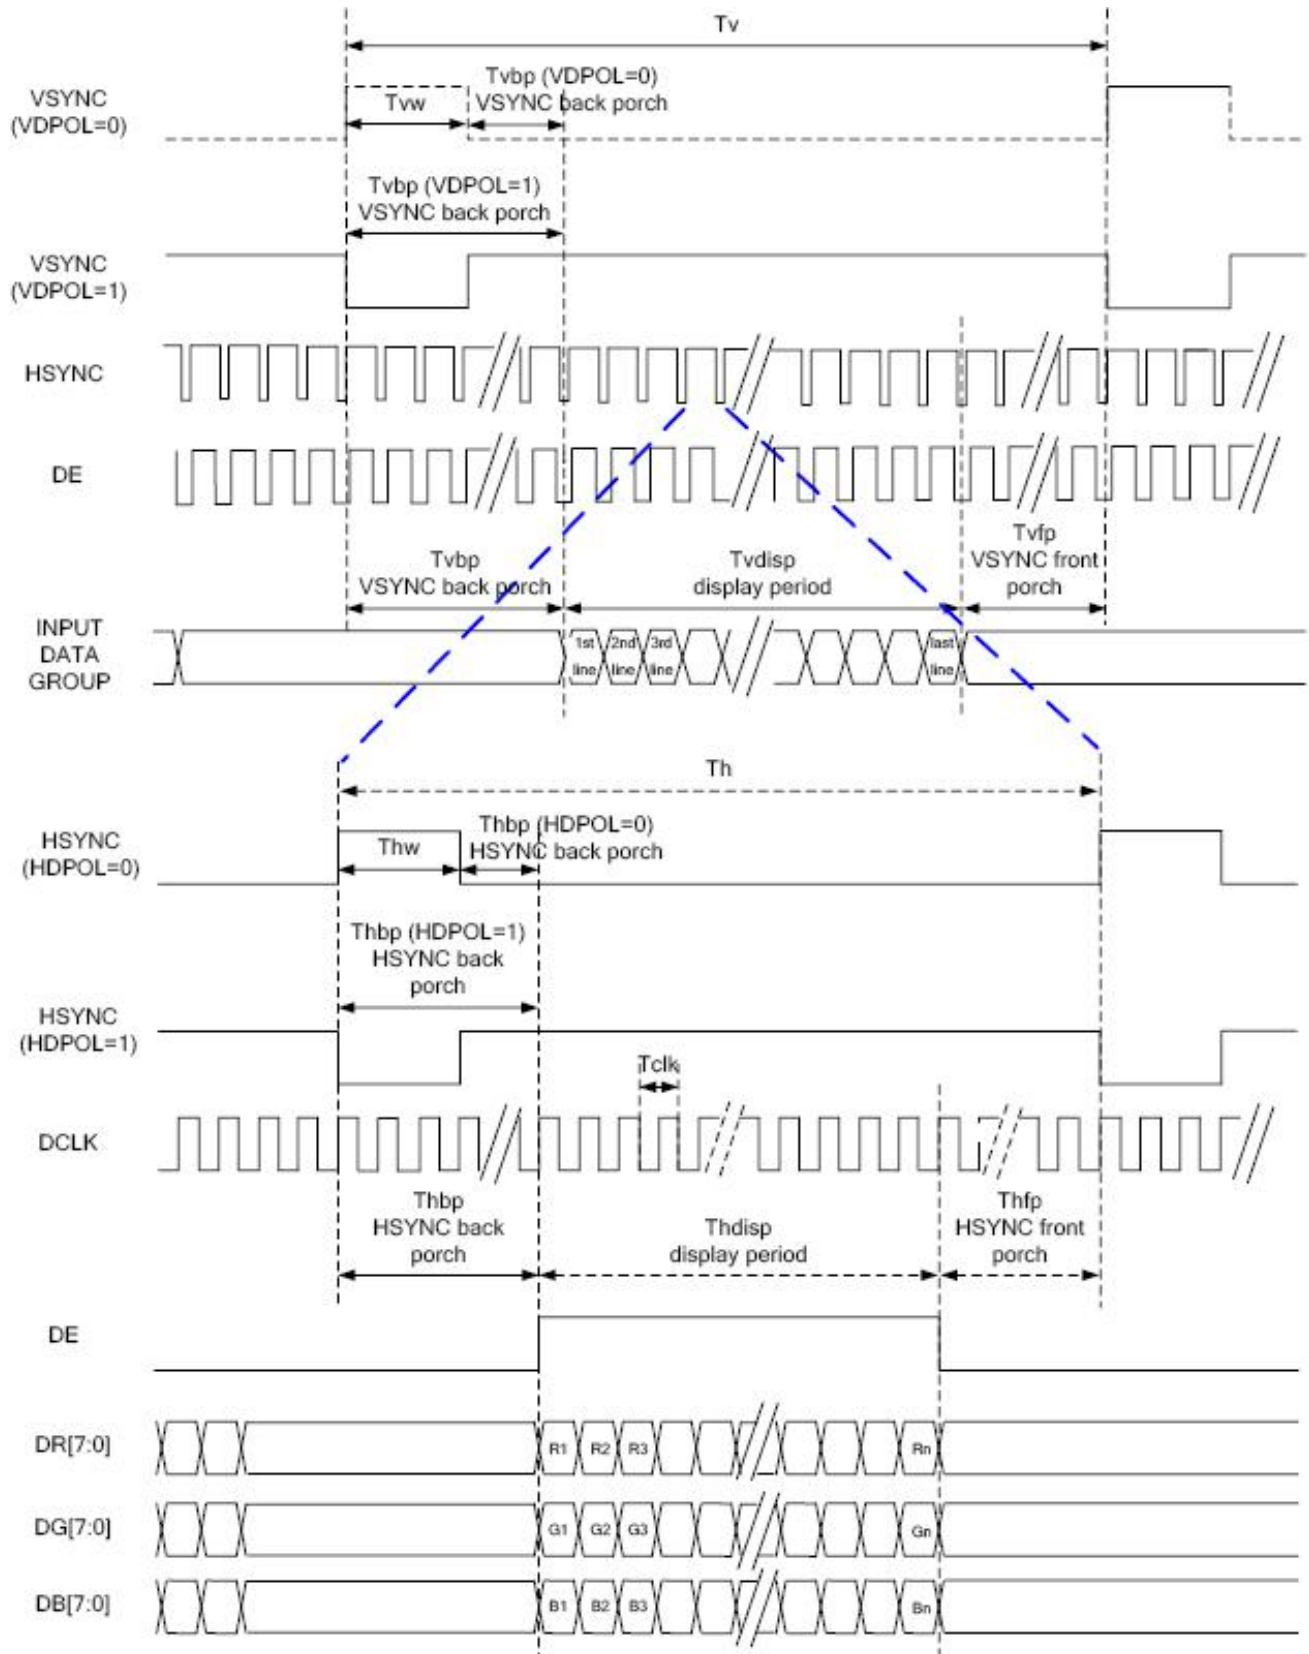 Tv
VSYNC
(VDPOL=0)
Tvw
Tvbp (VDPOL=0)
VSYNC back porch
Tvbp (VDPOL=1)
VSYNC back porch
VSYNC
(VDPOL=1)
HSYNC
DE
Tvbp
VSYNC back porch
Tvdisp
display period
Tvfp
VSYNC front
porch
INPUT
DATA
GROUP
1st
line
2nd
line
3rd
line
last
line
Th
HSYNC
(HDPOL=0)
Thw
Thbp (HDPOL=0)
HSYNC back porch
Thbp (HDPOL=1)
HSYNC back
porch
HSYNC
(HDPOL=1)
Tclk
DCLK
Thbp
HSYNC back
porch
Thdisp
display period
Thfp
HSYNC front
porch
DE
DR[7:0]
R1 R2 R3 Rn
DG[7:0]
G1 G2 G3 Gn
DB[7:0]
B1 B2 B3 Bn